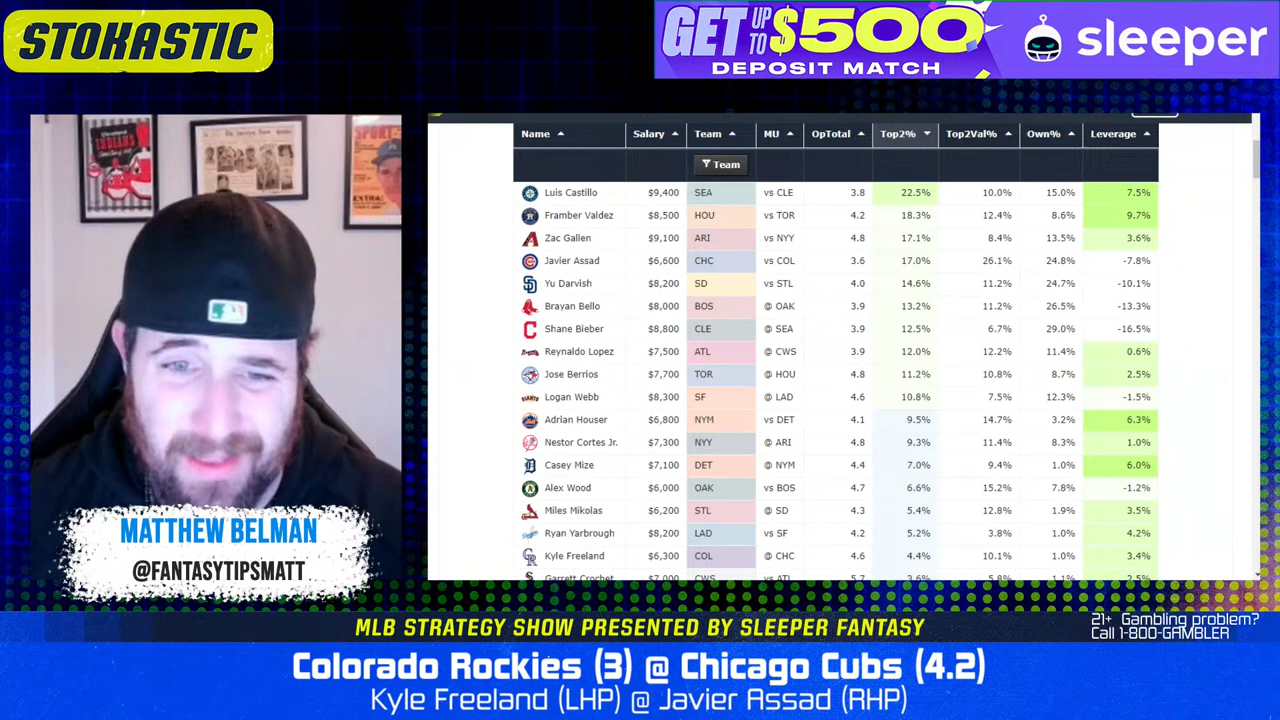 STOKASTIC
GET UP TO $500
DEPOSIT MATCH
sleeper
Name Salary Team MU OpTotal Top2% Top2Val% Own% Leverage
Team
Luis Castillo $9,400 SEA vs CLE 3.8 22.5% 10.0% 15.0% 7.5%
Framber Valdez $8,500 HOU vs TOR 4.2 18.3% 12.4% 8.6% 9.7%
Zac Gallen $9,100 ARI vs NYY 4.8 17.1% 8.4% 13.5% 3.6%
Javier Assad $6,600 CHC vs COL 3.6 17.0% 26.1% 24.8% -7.8%
Yu Darvish $8,200 SD vs STL 4.0 14.6% 11.2% 24.7% -10.1%
Brayan Bello $8,000 BOS @ OAK 3.9 13.2% 11.2% 26.5% -13.3%
Shane Bieber $8,800 CLE @ SEA 3.9 12.5% 6.7% 29.0% -16.5%
Reynaldo Lopez $7,500 ATL @ CWS 3.9 12.0% 12.2% 11.4% 0.6%
Jose Berrios $7,700 TOR @ HOU 4.8 11.2% 10.8% 8.7% 2.5%
Logan Webb $8,300 SF @ LAD 4.6 10.8% 7.5% 12.3% -1.5%
Adrian Houser $6,800 NYM vs DET 4.1 9.5% 14.7% 3.2% 6.3%
Nestor Cortes Jr. $7,300 NYY @ ARI 4.8 9.3% 11.4% 8.3% 1.0%
Casey Mize $7,100 DET @ NYM 4.4 7.0% 9.4% 1.0% 6.0%
Alex Wood $6,000 OAK vs BOS 4.7 6.6% 15.2% 7.8% -1.2%
Miles Mikolas $6,200 STL @ SD 4.3 5.4% 12.8% 1.9% 3.5%
Ryan Yarbrough $8,200 LAD vs SF 4.2 5.2% 3.8% 1.0% 4.2%
Kyle Freeland $6,300 COL @ CHC 4.6 4.4% 10.1% 1.0% 3.4%
Garrett Crochet $7,000 CWS vs ATL 5.7 3.6% 5.8% 1.1% 2.5%
MATTHEW BELMAN
@FANTASYTIPSMATT
MLB STRATEGY SHOW PRESENTED BY SLEEPER FANTASY
21+ Gambling problem?
Call 1-800-GAMBLER
Colorado Rockies (3) @ Chicago Cubs (4.2)
Kyle Freeland (LHP) @ Javier Assad (RHP)